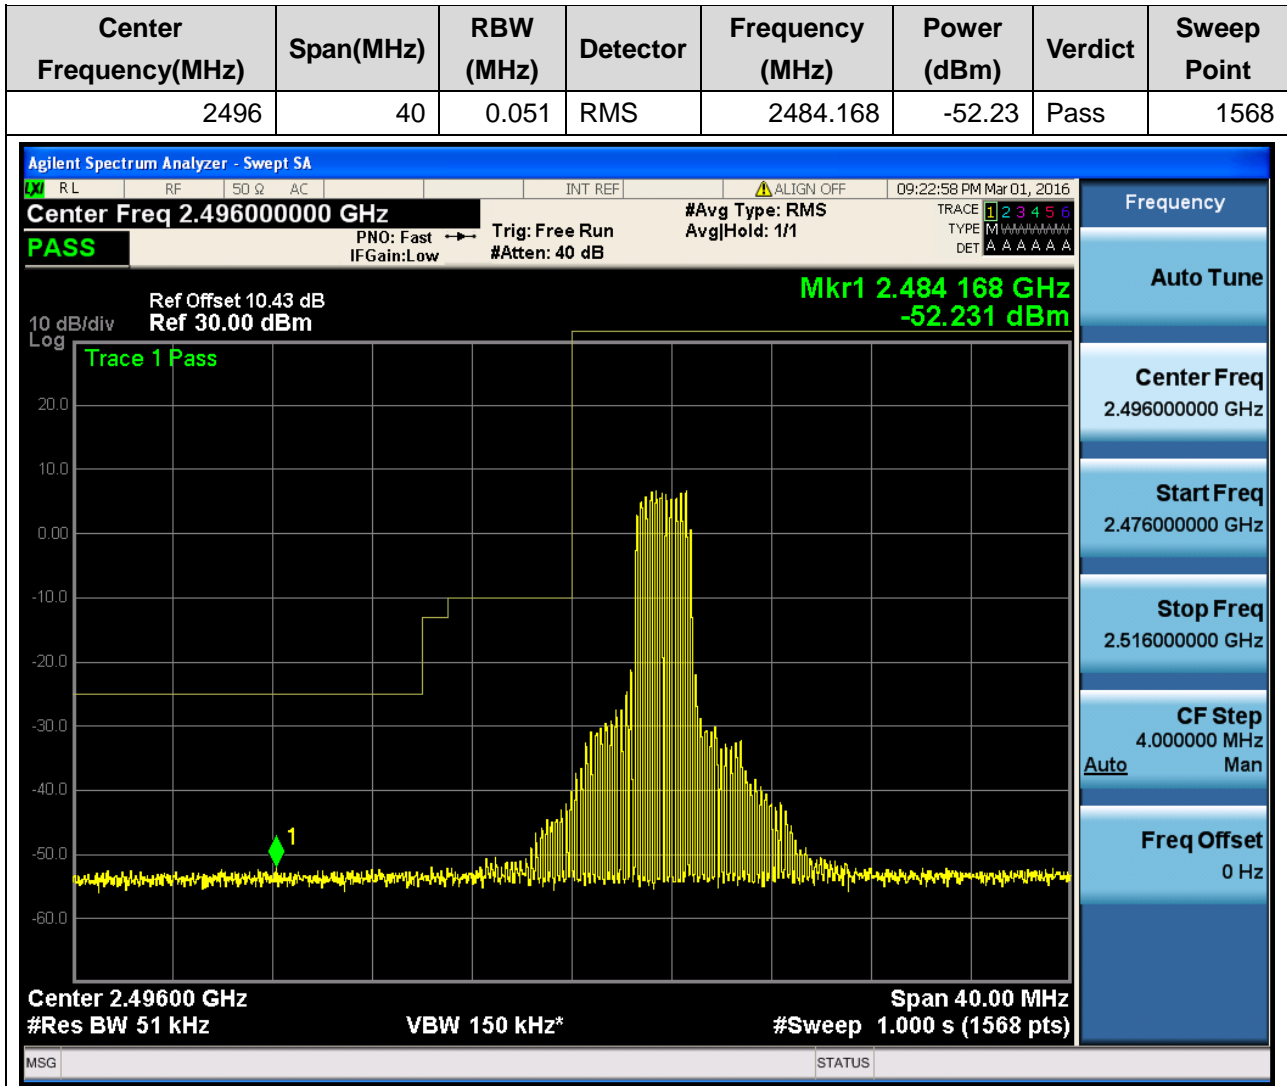 Center Frequency(MHz) Span(MHz) RBW (MHz) Detector Frequency (MHz) Power (dBm) Verdict Sweep Point
2496 40 0.051 RMS 2484.168 -52.23 Pass 1568
Agilent Spectrum Analyzer - Swept SA
LXI RL RF 50 Ω AC INT REF ALIGN OFF 09:22:58 PM Mar 01, 2016
Center Freq 2.496000000 GHz
#Avg Type: RMS
TRACE 1 2 3 4 5 6
PASS
PNO: Fast
Trig: Free Run
Avg|Hold: 1/1
TYPE M WWWWW
IFGain:Low
#Atten: 40 dB
DET A A A A A A
Mkr1 2.484 168 GHz
-52.231 dBm
Ref Offset 10.43 dB
10 dB/div Ref 30.00 dBm
Log
Trace 1 Pass
20.0
10.0
0.00
-10.0
-20.0
-30.0
-40.0
-50.0
-60.0
1
Center 2.49600 GHz Span 40.00 MHz
#Res BW 51 kHz VBW 150 kHz* #Sweep 1.000 s (1568 pts)
MSG STATUS
Frequency
Auto Tune
Center Freq
2.496000000 GHz
Start Freq
2.476000000 GHz
Stop Freq
2.516000000 GHz
CF Step
4.000000 MHz
Auto Man
Freq Offset
0 Hz